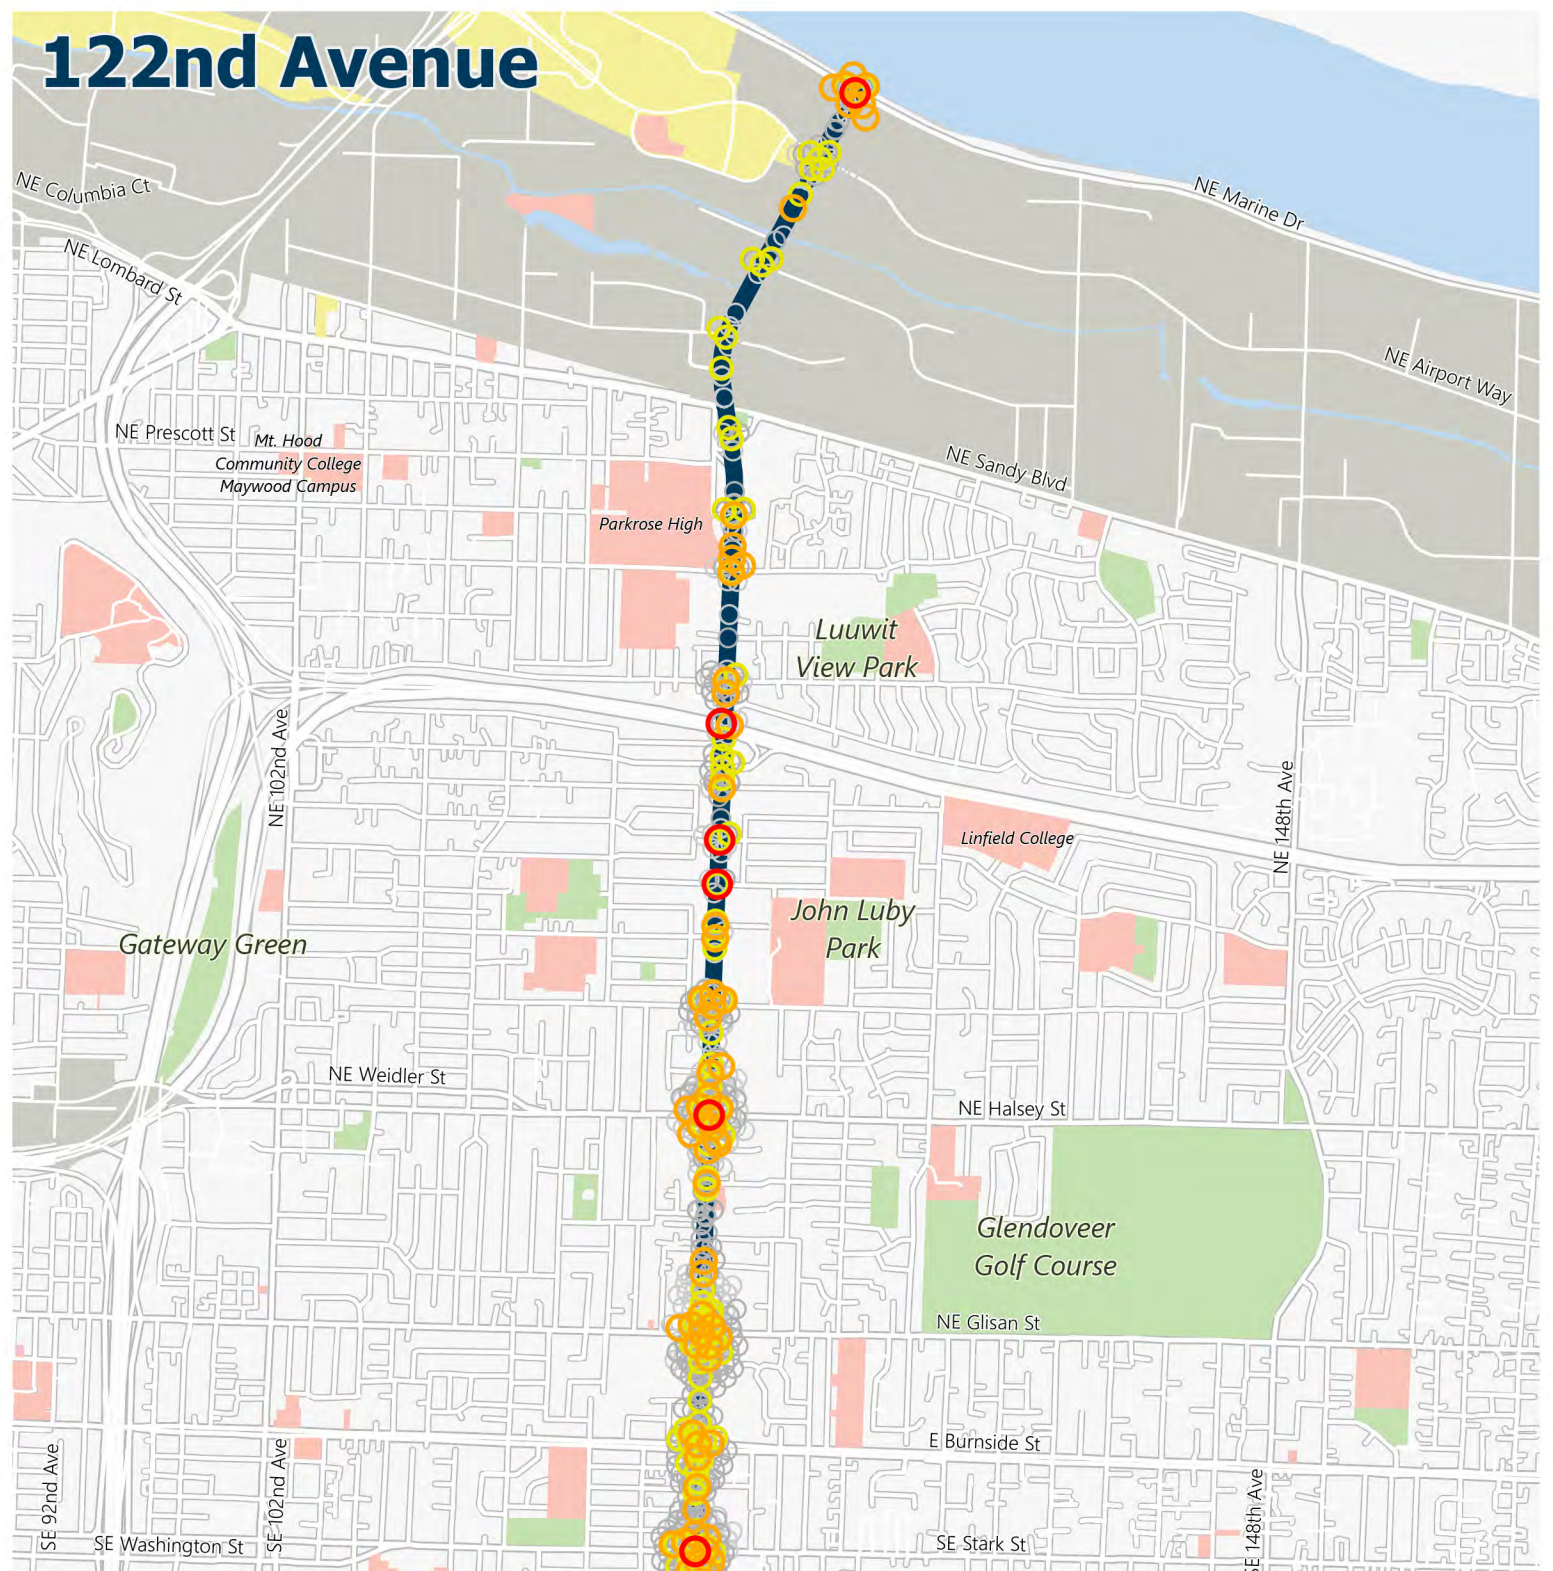 122nd Avenue
NE Columbia Ct
NE Marine Dr
NE Lombard St
NE Airport Way
NE Prescott St
Mt. Hood
Community College
Maywood Campus
NE Sandy Blvd
Parkrose High
Luuwit
View Park
NE 102nd Ave
NE 148th Ave
Linfield College
John Luby
Park
Gateway Green
NE Weidler St
NE Halsey St
Glendoveer
Golf Course
NE Glisan St
E Burnside St
SE 92nd Ave
SE 102nd Ave
SE 148th Ave
SE Washington St
SE Stark St